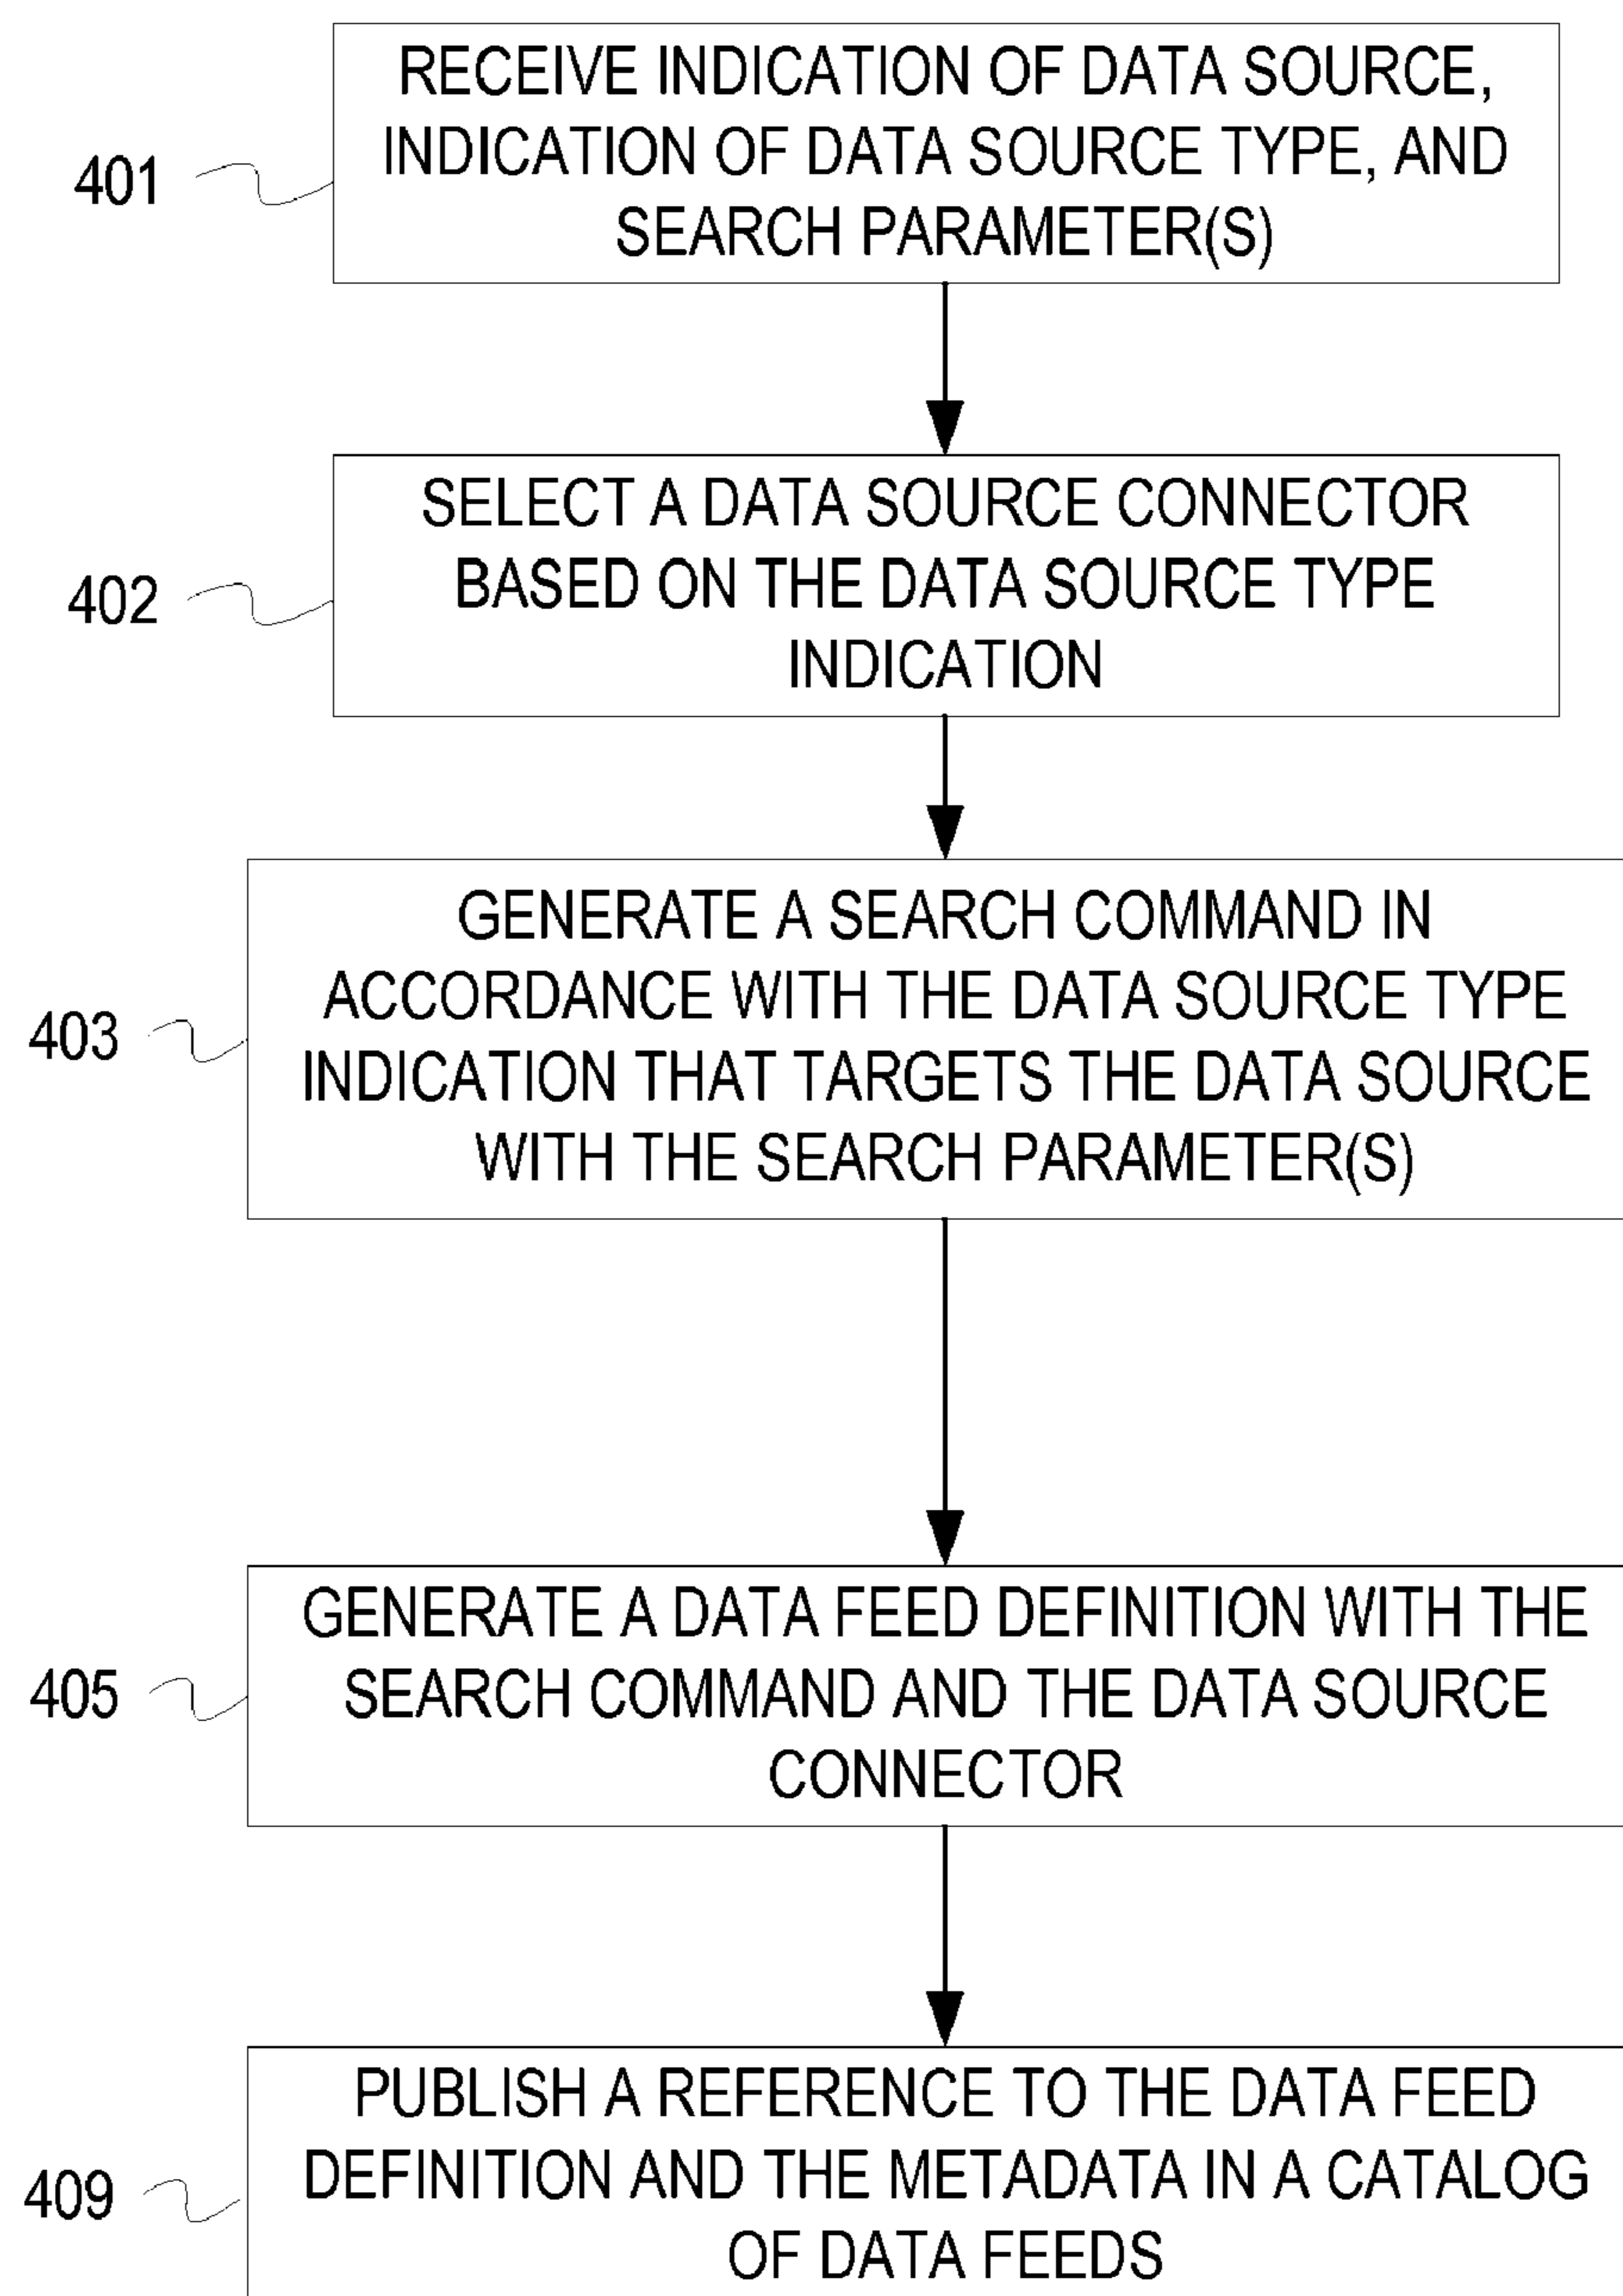 RECEIVE INDICATION OF DATA SOURCE,
INDICATION OF DATA SOURCE TYPE, AND
SEARCH PARAMETER(S)
401
SELECT A DATA SOURCE CONNECTOR
BASED ON THE DATA SOURCE TYPE
INDICATION
402
GENERATE A SEARCH COMMAND IN
ACCORDANCE WITH THE DATA SOURCE TYPE
INDICATION THAT TARGETS THE DATA SOURCE
WITH THE SEARCH PARAMETER(S)
403
GENERATE A DATA FEED DEFINITION WITH THE
SEARCH COMMAND AND THE DATA SOURCE
CONNECTOR
405
PUBLISH A REFERENCE TO THE DATA FEED
DEFINITION AND THE METADATA IN A CATALOG
OF DATA FEEDS
409